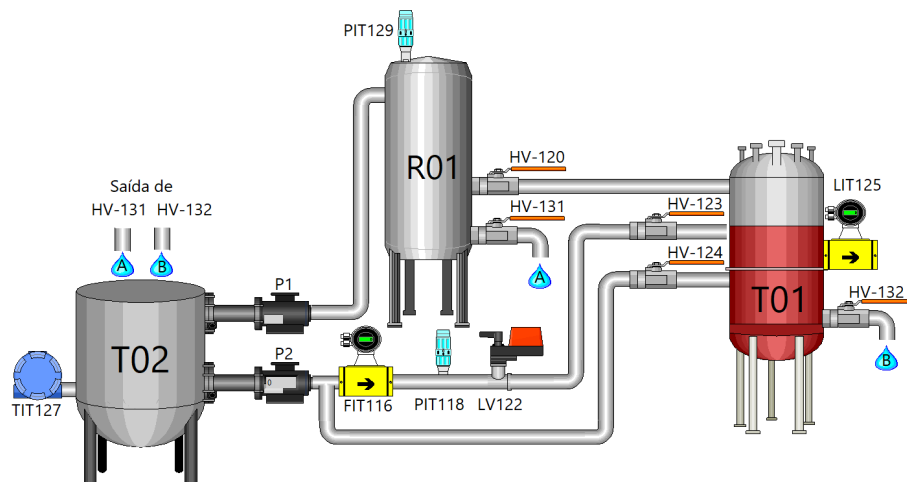 PIT129
R01
HV-120
LIT125
Saída de
HV-131 HV-132
HV-131
HV-123
A
B
A
HV-124
P1
T01
HV-132
T02
P2
B
TIT127
FIT116
PIT118
LV122